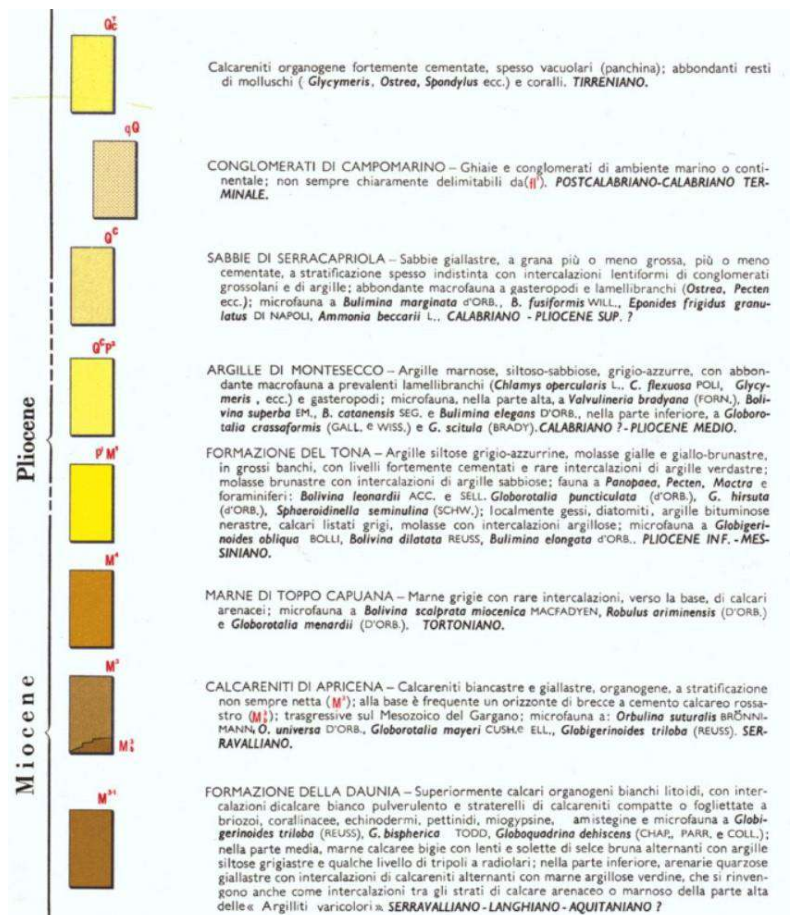 Q T C
Calcareniti organogene fortemente cementate, spesso vacuolari (panchina); abbondanti resti
di molluschi ( Glycymeris, Ostrea, Spondylus ecc.) e coralli. TIRRENIANO.
qQ
CONGLOMERATI DI CAMPOMARINO – Ghiaie e conglomerati di ambiente marino o conti-
nentale; non sempre chiaramente delimitabili da(fl¹). POSTCALABRIANO-CALABRIANO TER-
MINALE.
Qᶜ
SABBIE DI SERRACAPRIOLA – Sabbie giallastre, a grana più o meno grossa, più o meno
cementate, a stratificazione spesso indistinta con intercalazioni lentiformi di conglomerati
grossolani e di argille; abbondante macrofauna a gasteropodi e lamellibranchi (Ostrea, Pecten
ecc.); microfauna a Bulimina marginata d'ORB., B. fusiformis WILL., Eponides frigidus granu-
latus DI NAPOLI, Ammonia beccarii L.. CALABRIANO - PLIOCENE SUP. ?
QᶜP²
ARGILLE DI MONTESECCO – Argille marnose, siltoso-sabbiose, grigio-azzurre, con abbon-
dante macrofauna a prevalenti lamellibranchi (Chlamys opercularis L., C. flexuosa POLI, Glycy-
meris , ecc.) e gasteropodi; microfauna, nella parte alta, a Valvulineria bradyana (FORN.), Boli-
vina superba EM., B. catanensis SEG. e Bulimina elegans D'ORB., nella parte inferiore, a Globoro-
talia crassaformis (GALL. e WISS.) e G. scitula (BRADY). CALABRIANO ? - PLIOCENE MEDIO.
Pliocene
P¹ M⁵
FORMAZIONE DEL TONA – Argille siltose grigio-azzurrine, molasse gialle e giallo-brunastre,
in grossi banchi, con livelli fortemente cementati e rare intercalazioni di argille verdastre;
molasse brunastre con intercalazioni di argille sabbiose; fauna a Panopaea, Pecten, Mactra e
foraminiferi: Bolivina leonardii ACC. e SELL. Globorotalia puncticulata (d'ORB.), G. hirsuta
(d'ORB.), Sphaeroidinella seminulina (SCHW.); localmente gessi, diatomiti, argille bituminose
nerastre, calcari listati grigi, molasse con intercalazioni argillose; microfauna a Globigeri-
noides obliqua BOLLI, Bolivina dilatata REUSS, Bulimina elongata d'ORB.. PLIOCENE INF. - MES-
SINIANO.
M⁴
MARNE DI TOPPO CAPUANA – Marne grigie con rare intercalazioni, verso la base, di calcari
arenacei; microfauna a Bolivina scalprata miocenica MACFADYEN, Robulus ariminensis (D'ORB.)
e Globorotalia menardii (D'ORB.). TORTONIANO.
Miocene
M³
CALCARENITI DI APRICENA – Calcareniti biancastre e giallastre, organogene, a stratificazione
non sempre netta (M³); alla base è frequente un orizzonte di brecce a cemento calcareo rossa-
stro (M³b); trasgressive sul Mesozoico del Gargano; microfauna a: Orbulina suturalis BRÖNNI-
MANN, O, universa D'ORB., Globorotalia mayeri CUSH.e ELL., Globigerinoides triloba (REUSS). SER-
RAVALLIANO.
M³b
M³⁻¹
FORMAZIONE DELLA DAUNIA – Superiormente calcari organogeni bianchi litoidi, con inter-
calazioni dicalcare bianco pulverulento e straterelli di calcareniti compatte o fogliettate a
briozoi, corallinacee, echinodermi, pettinidi, miogypsine, amistegine e microfauna a Globi-
gerinoides triloba (REUSS), G. bispherica TODD, Globoquadrina dehiscens (CHAP., PARR. e COLL.);
nella parte media, marne calcaree bigie con lenti e solette di selce bruna alternanti con argille
siltose grigiastre e qualche livello di tripoli a radiolari; nella parte inferiore, arenarie quarzose
giallastre con intercalazioni di calcareniti alternanti con marne argillose verdine, che si rinven-
gono anche come intercalazioni tra gli strati di calcare arenaceo o marnoso della parte alta
delle« Argilliti varicolori ». SERRAVALLIANO - LANGHIANO - AQUITANIANO ?